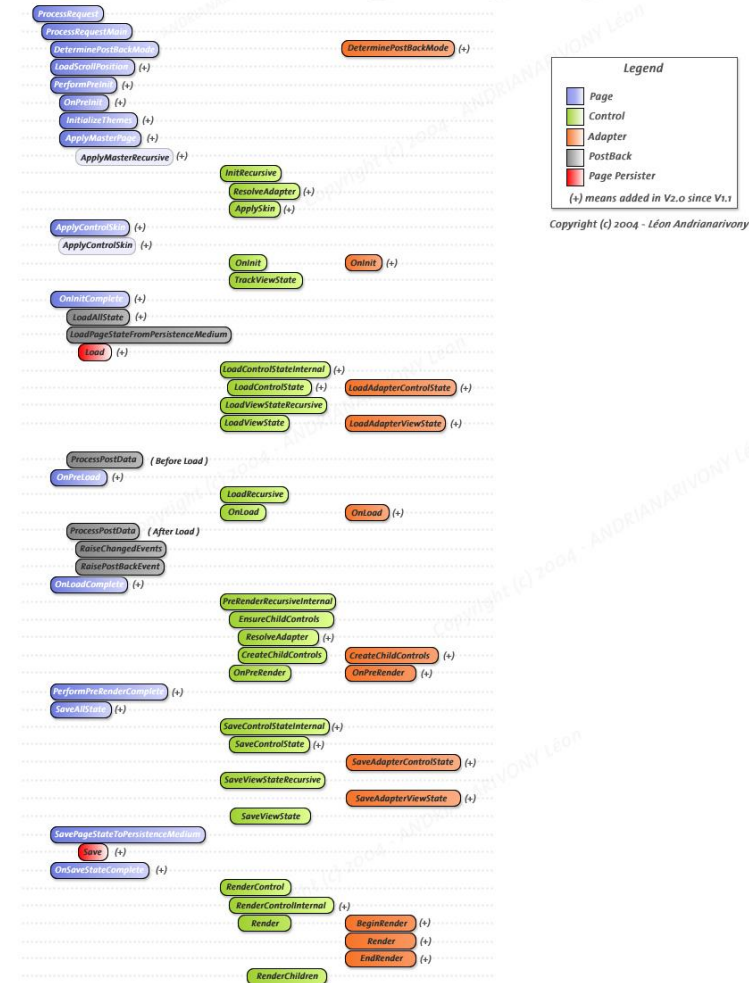 ProcessRequest
ProcessRequestMain
DeterminePostBackMode DeterminePostBackMode (+)
LoadScrollPosition (+)
PerformPreInit (+)
OnPreInit (+)
InitializeThemes (+)
ApplyMasterPage (+)
ApplyMasterRecursive (+)
InitRecursive
ResolveAdapter (+)
ApplySkin (+)
ApplyControlSkin (+)
ApplyControlSkin (+)
OnInit OnInit (+)
TrackViewState
OnInitComplete (+)
LoadAllState (+)
LoadPageStateFromPersistenceMedium
Load (+)
LoadControlStateInternal (+)
LoadControlState (+) LoadAdapterControlState (+)
LoadViewStateRecursive
LoadViewState LoadAdapterViewState (+)
ProcessPostData ( Before Load )
OnPreLoad (+)
LoadRecursive
OnLoad OnLoad (+)
ProcessPostData ( After Load )
RaiseChangedEvents
RaisePostBackEvent
OnLoadComplete (+)
PreRenderRecursiveInternal
EnsureChildControls
ResolveAdapter (+)
CreateChildControls CreateChildControls (+)
OnPreRender OnPreRender (+)
PerformPreRenderComplete (+)
SaveAllState (+)
SaveControlStateInternal (+)
SaveControlState (+)
SaveAdapterControlState (+)
SaveViewStateRecursive
SaveAdapterViewState (+)
SaveViewState
SavePageStateToPersistenceMedium
Save (+)
OnSaveStateComplete (+)
RenderControl
RenderControlInternal (+)
Render BeginRender (+)
Render (+)
EndRender (+)
RenderChildren
Legend
Page
Control
Adapter
PostBack
Page Persister
(+) means added in V2.0 since V1.1
Copyright (c) 2004 - Léon Andrianarivony